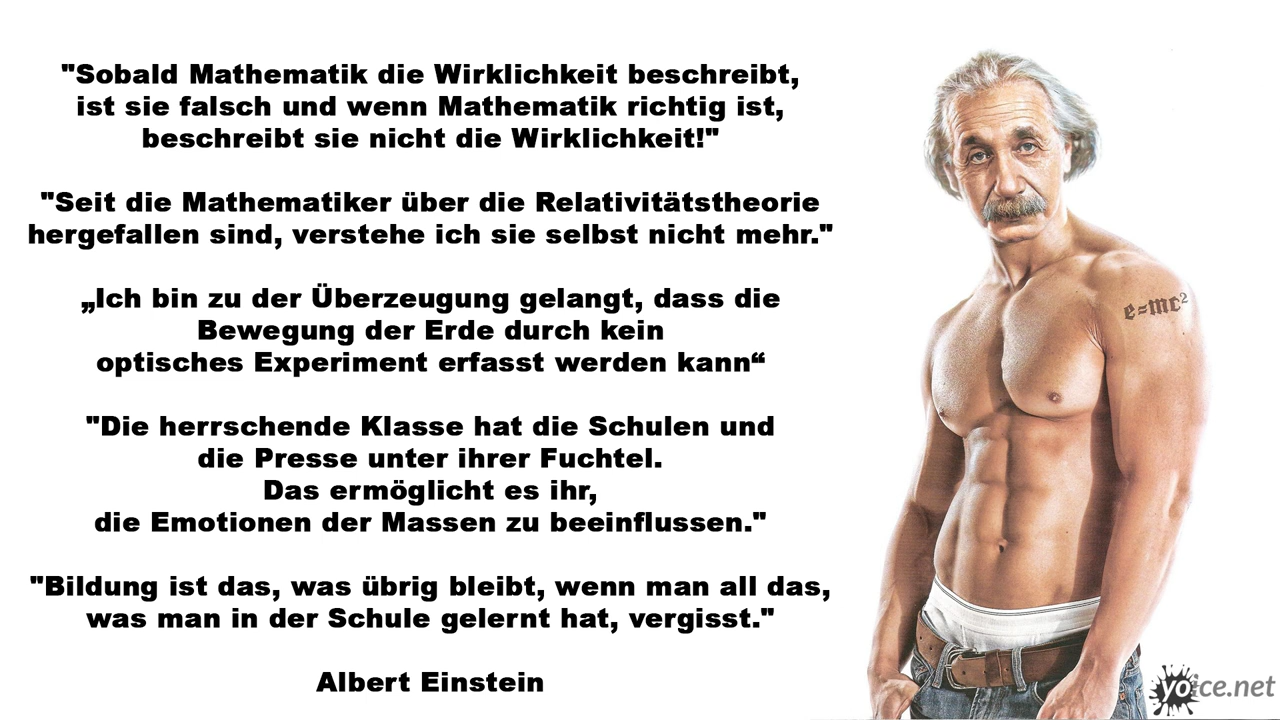 "Sobald Mathematik die Wirklichkeit beschreibt,
ist sie falsch und wenn Mathematik richtig ist,
beschreibt sie nicht die Wirklichkeit!"
"Seit die Mathematiker über die Relativitätstheorie
hergefallen sind, verstehe ich sie selbst nicht mehr."
„Ich bin zu der Überzeugung gelangt, dass die
Bewegung der Erde durch kein
optisches Experiment erfasst werden kann“
"Die herrschende Klasse hat die Schulen und
die Presse unter ihrer Fuchtel.
Das ermöglicht es ihr,
die Emotionen der Massen zu beeinflussen."
"Bildung ist das, was übrig bleibt, wenn man all das,
was man in der Schule gelernt hat, vergisst."
Albert Einstein
e=mc²
yoice.net